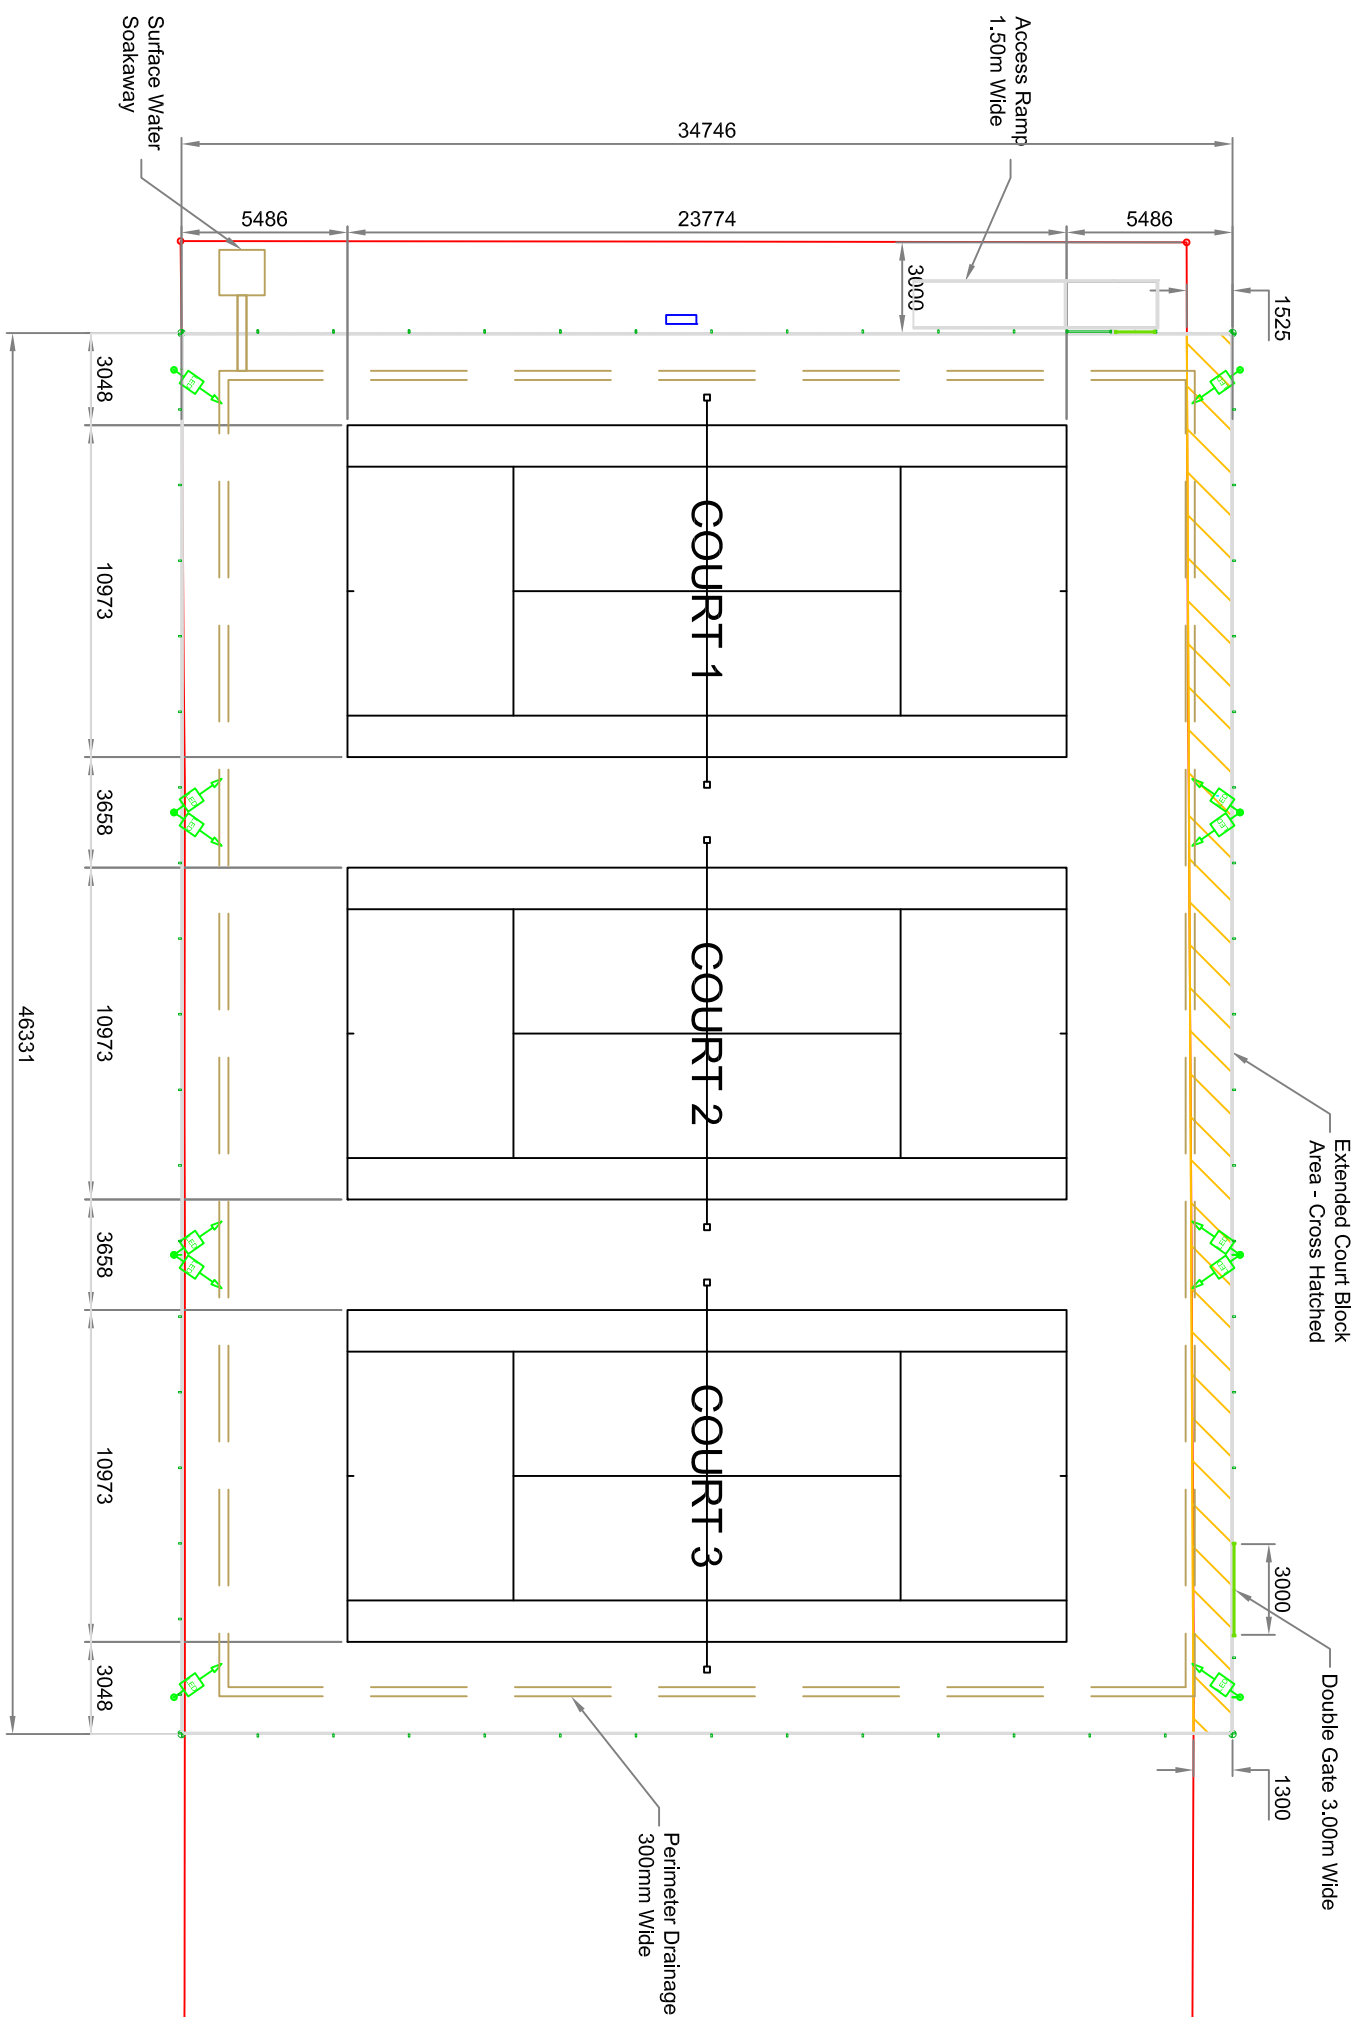 Surface Water
Soakaway
Access Ramp
1.50m Wide
34746
5486
23774
5486
3000
1525
3048
10973
3658
10973
3658
10973
3048
46331
COURT 1
COURT 2
COURT 3
Extended Court Block
Area - Cross Hatched
3000
Double Gate 3.00m Wide
1300
Perimeter Drainage
300mm Wide